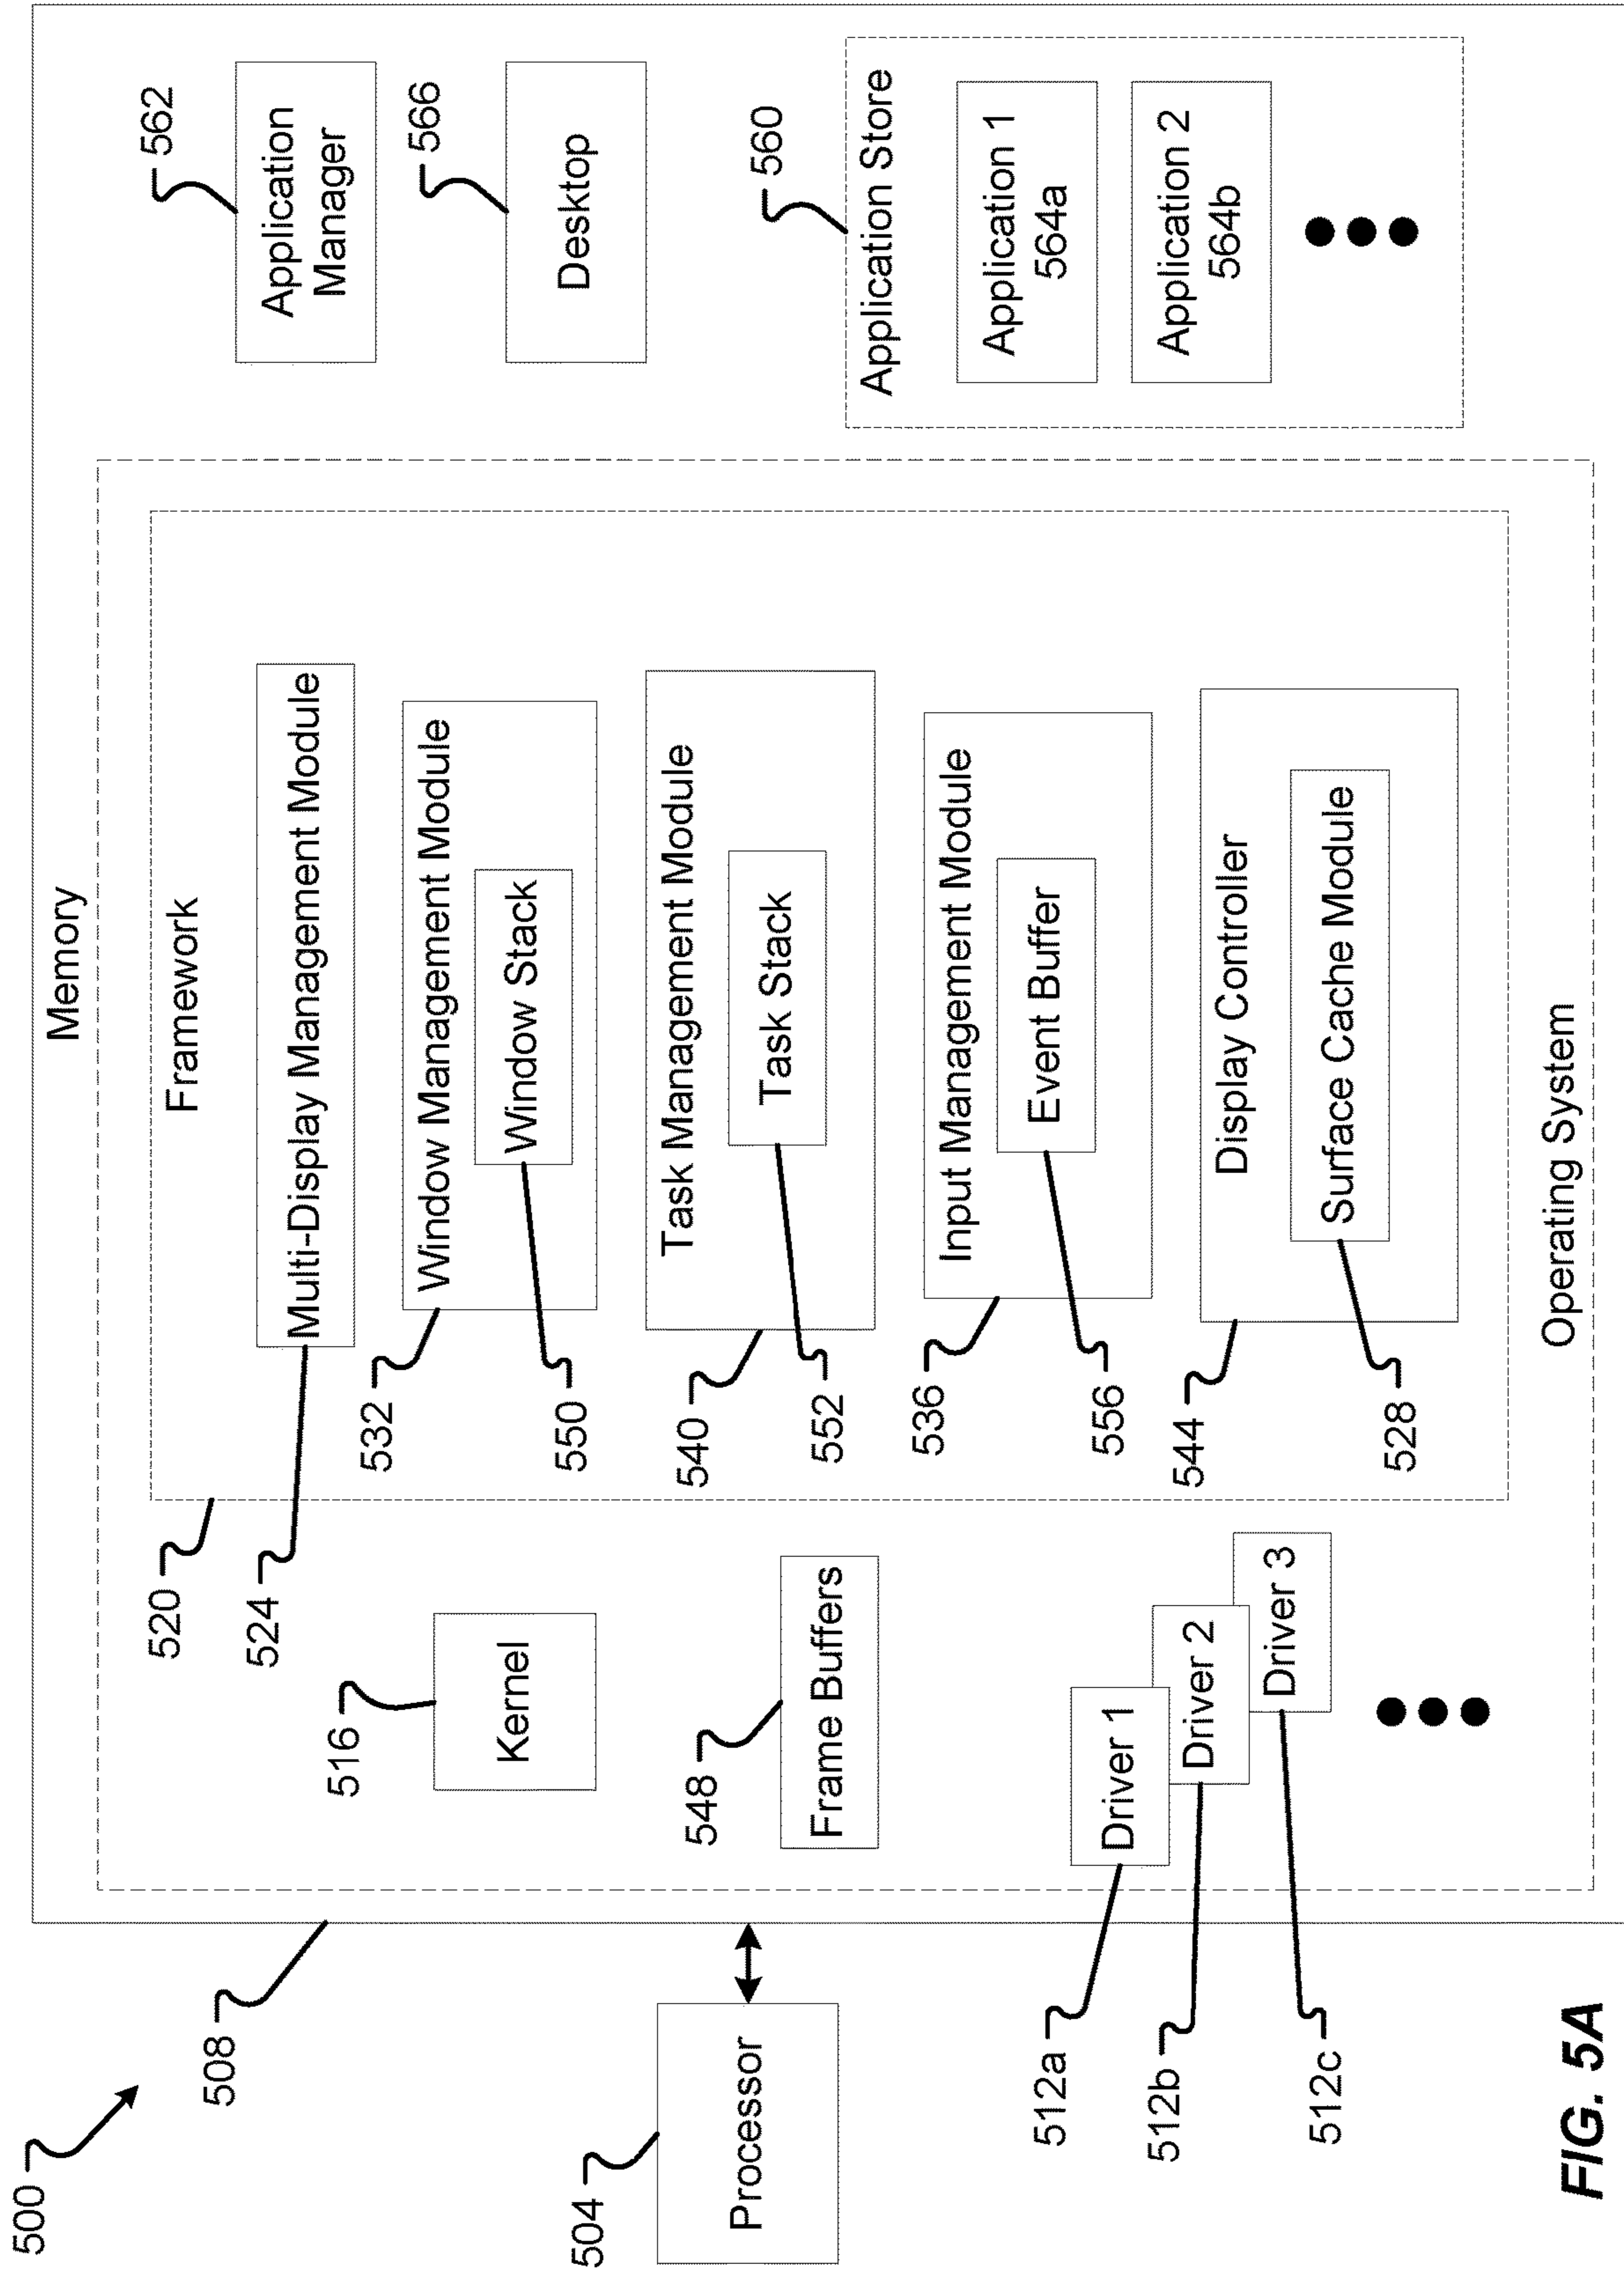 500
508
Memory
504
Processor
520
Framework
524
Multi-Display Management Module
532
Window Management Module
550
Window Stack
540
Task Management Module
552
Task Stack
536
Input Management Module
556
Event Buffer
544
Display Controller
528
Surface Cache Module
516
Kernel
548
Frame Buffers
Driver 1
Driver 2
Driver 3
512a
512b
512c
Operating System
562
Application
Manager
566
Desktop
560
Application Store
Application 1
564a
Application 2
564b
FIG. 5A